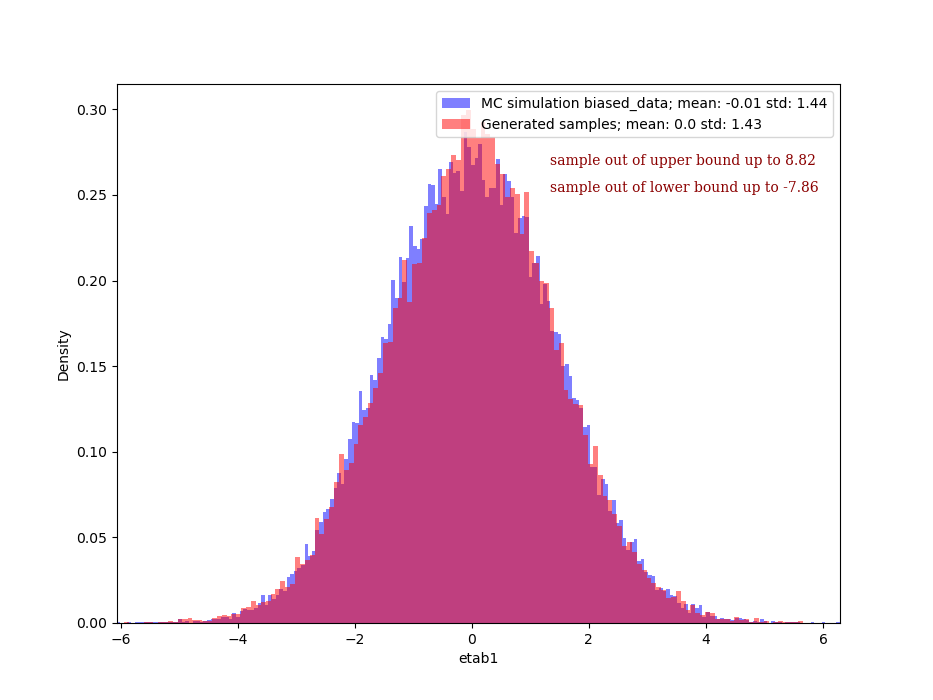 MC simulation biased_data; mean: -0.01 std: 1.44
Generated samples; mean: 0.0 std: 1.43
sample out of upper bound up to 8.82
sample out of lower bound up to -7.86
0.30
0.25
0.20
0.15
0.10
0.05
0.00
Density
−6
−4
−2
0
2
4
6
etab1